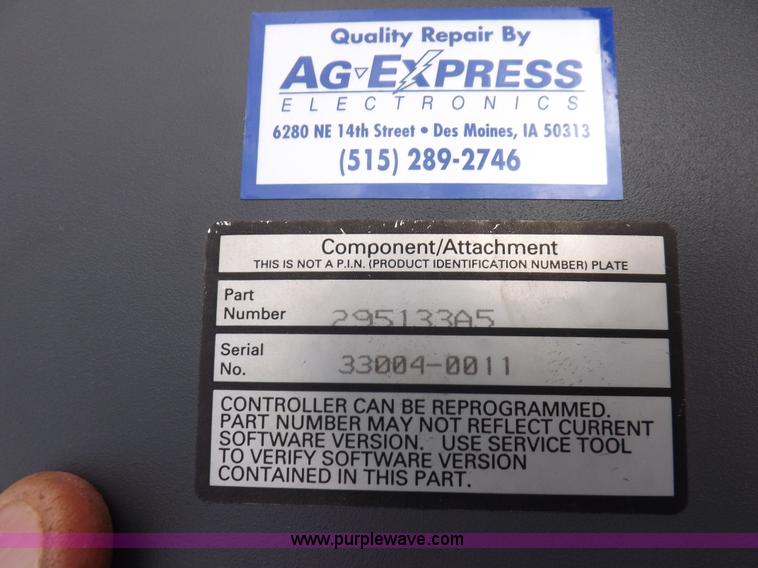 Quality Repair By
AG-EXPRESS
ELECTRONICS
6280 NE 14th Street • Des Moines, IA 50313
(515) 289-2746
Component/Attachment
THIS IS NOT A P.I.N. (PRODUCT IDENTIFICATION NUMBER) PLATE
Part
Number 295133A5
Serial
No. 33004-0011
CONTROLLER CAN BE REPROGRAMMED.
PART NUMBER MAY NOT REFLECT CURRENT
SOFTWARE VERSION. USE SERVICE TOOL
TO VERIFY SOFTWARE VERSION
CONTAINED IN THIS PART.
www.purplewave.com